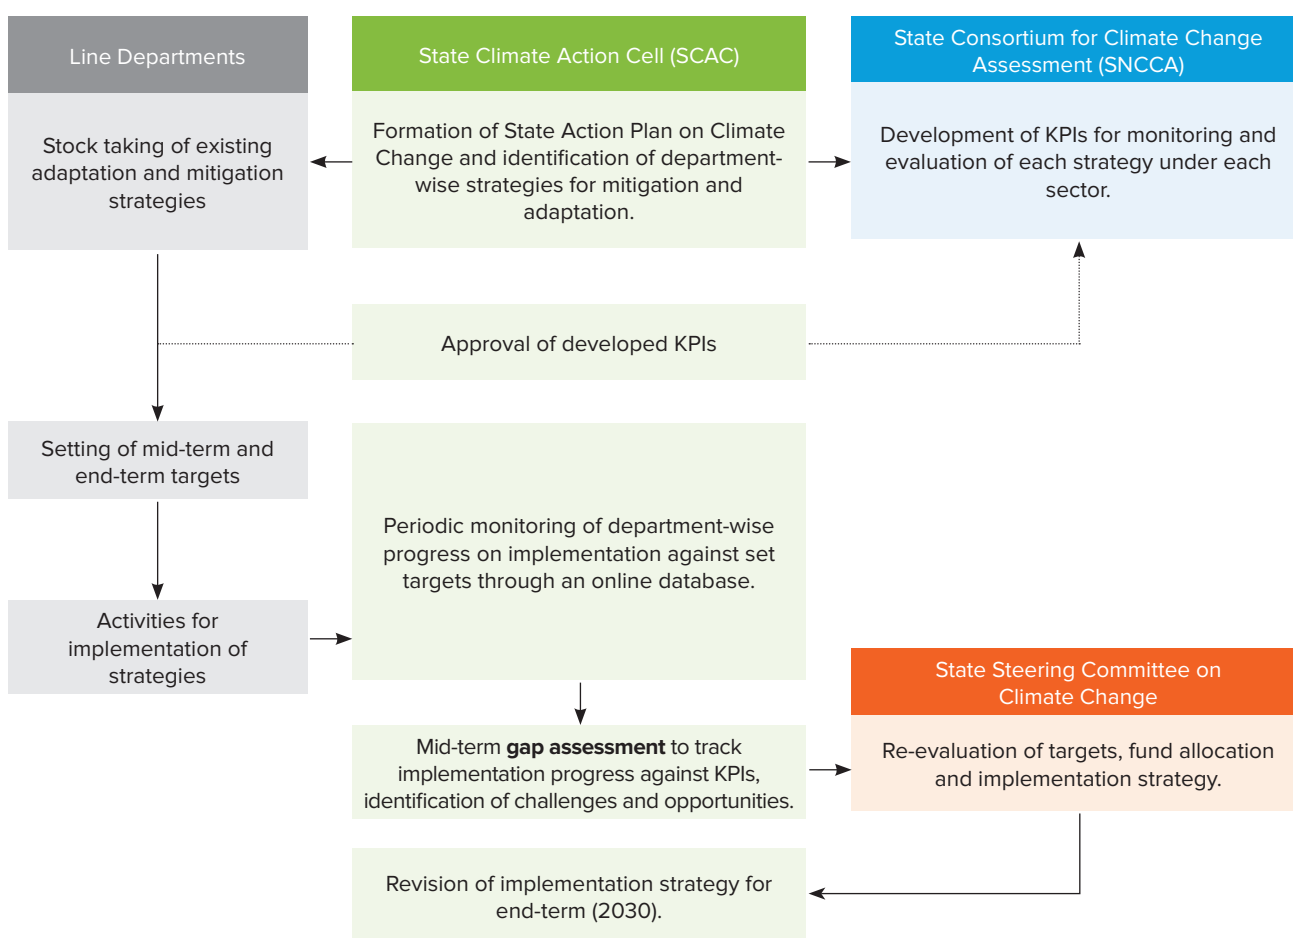 Line Departments
State Climate Action Cell (SCAC)
State Consortium for Climate Change
Assessment (SNCCA)
Stock taking of existing
adaptation and mitigation
strategies
Formation of State Action Plan on Climate
Change and identification of department-
wise strategies for mitigation and
adaptation.
Development of KPIs for monitoring and
evaluation of each strategy under each
sector.
Approval of developed KPIs
Setting of mid-term and
end-term targets
Periodic monitoring of department-wise
progress on implementation against set
targets through an online database.
Activities for
implementation of
strategies
State Steering Committee on
Climate Change
Mid-term gap assessment to track
implementation progress against KPIs,
identification of challenges and opportunities.
Re-evaluation of targets, fund allocation
and implementation strategy.
Revision of implementation strategy for
end-term (2030).